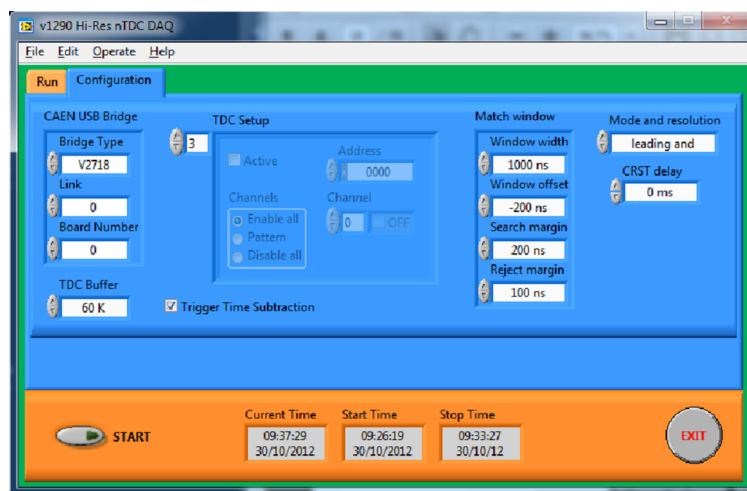 v1290 Hi-Res nTDC DAQ
File Edit Operate Help
Run Configuration
CAEN USB Bridge
Bridge Type
V2718
Link
0
Board Number
0
TDC Buffer
60 K
TDC Setup
3
Active
Address
x 0000
Channels
Enable all
Pattern
Disable all
Channel
0 OFF
Trigger Time Subtraction
Match window
Window width
1000 ns
Window offset
-200 ns
Search margin
200 ns
Reject margin
100 ns
Mode and resolution
leading and
CRST delay
0 ms
START
Current Time
09:37:29
30/10/2012
Start Time
09:26:19
30/10/2012
Stop Time
09:33:27
30/10/12
EXIT